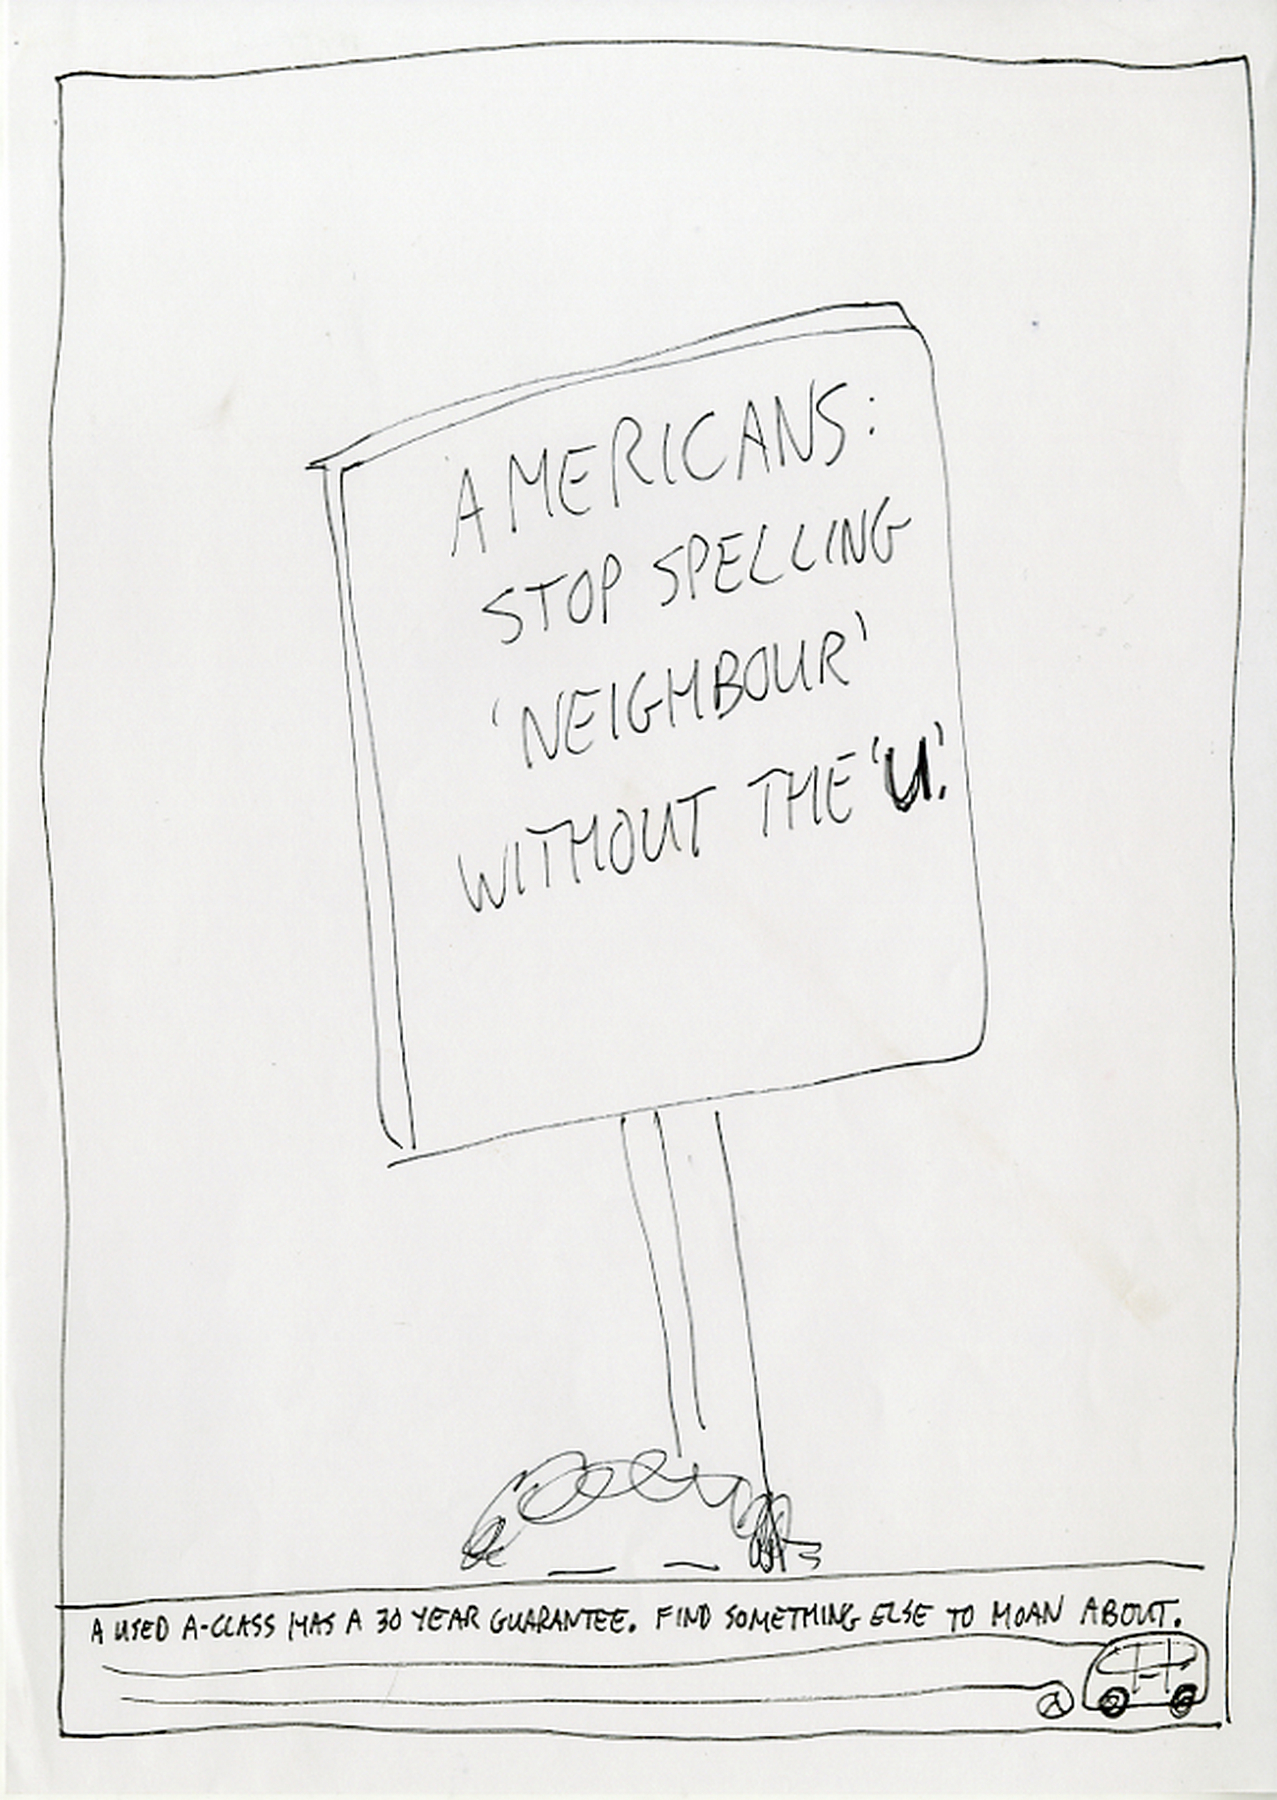 AMERICANS:
STOP SPELLING
'NEIGHBOUR'
WITHOUT THE 'U'.
A USED A-CLASS HAS A 30 YEAR GUARANTEE. FIND SOMETHING ELSE TO MOAN ABOUT.